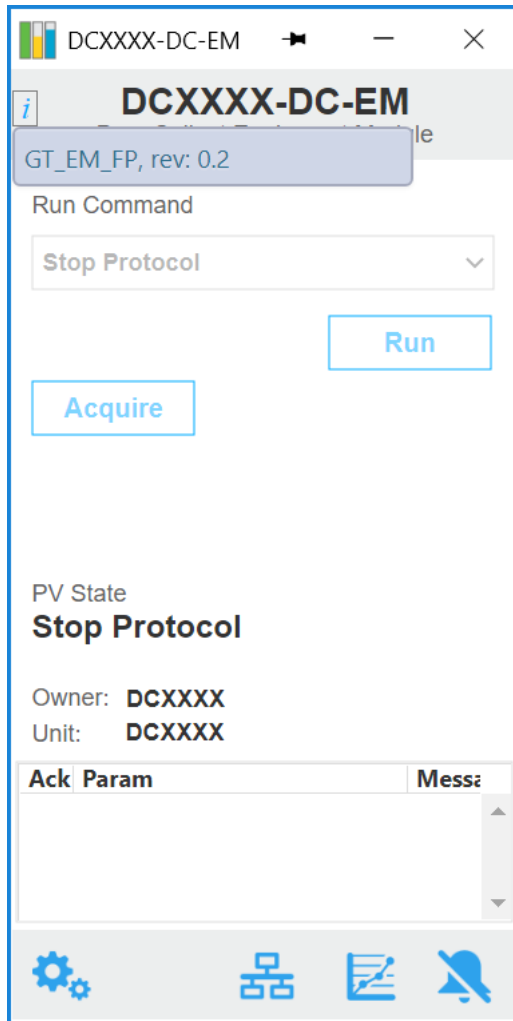 DCXXXX-DC-EM
DCXXXX-DC-EM
i
GT_EM_FP, rev: 0.2
Run Command
Stop Protocol
Run
Acquire
PV State
Stop Protocol
Owner: DCXXXX
Unit: DCXXXX
Ack Param Messa